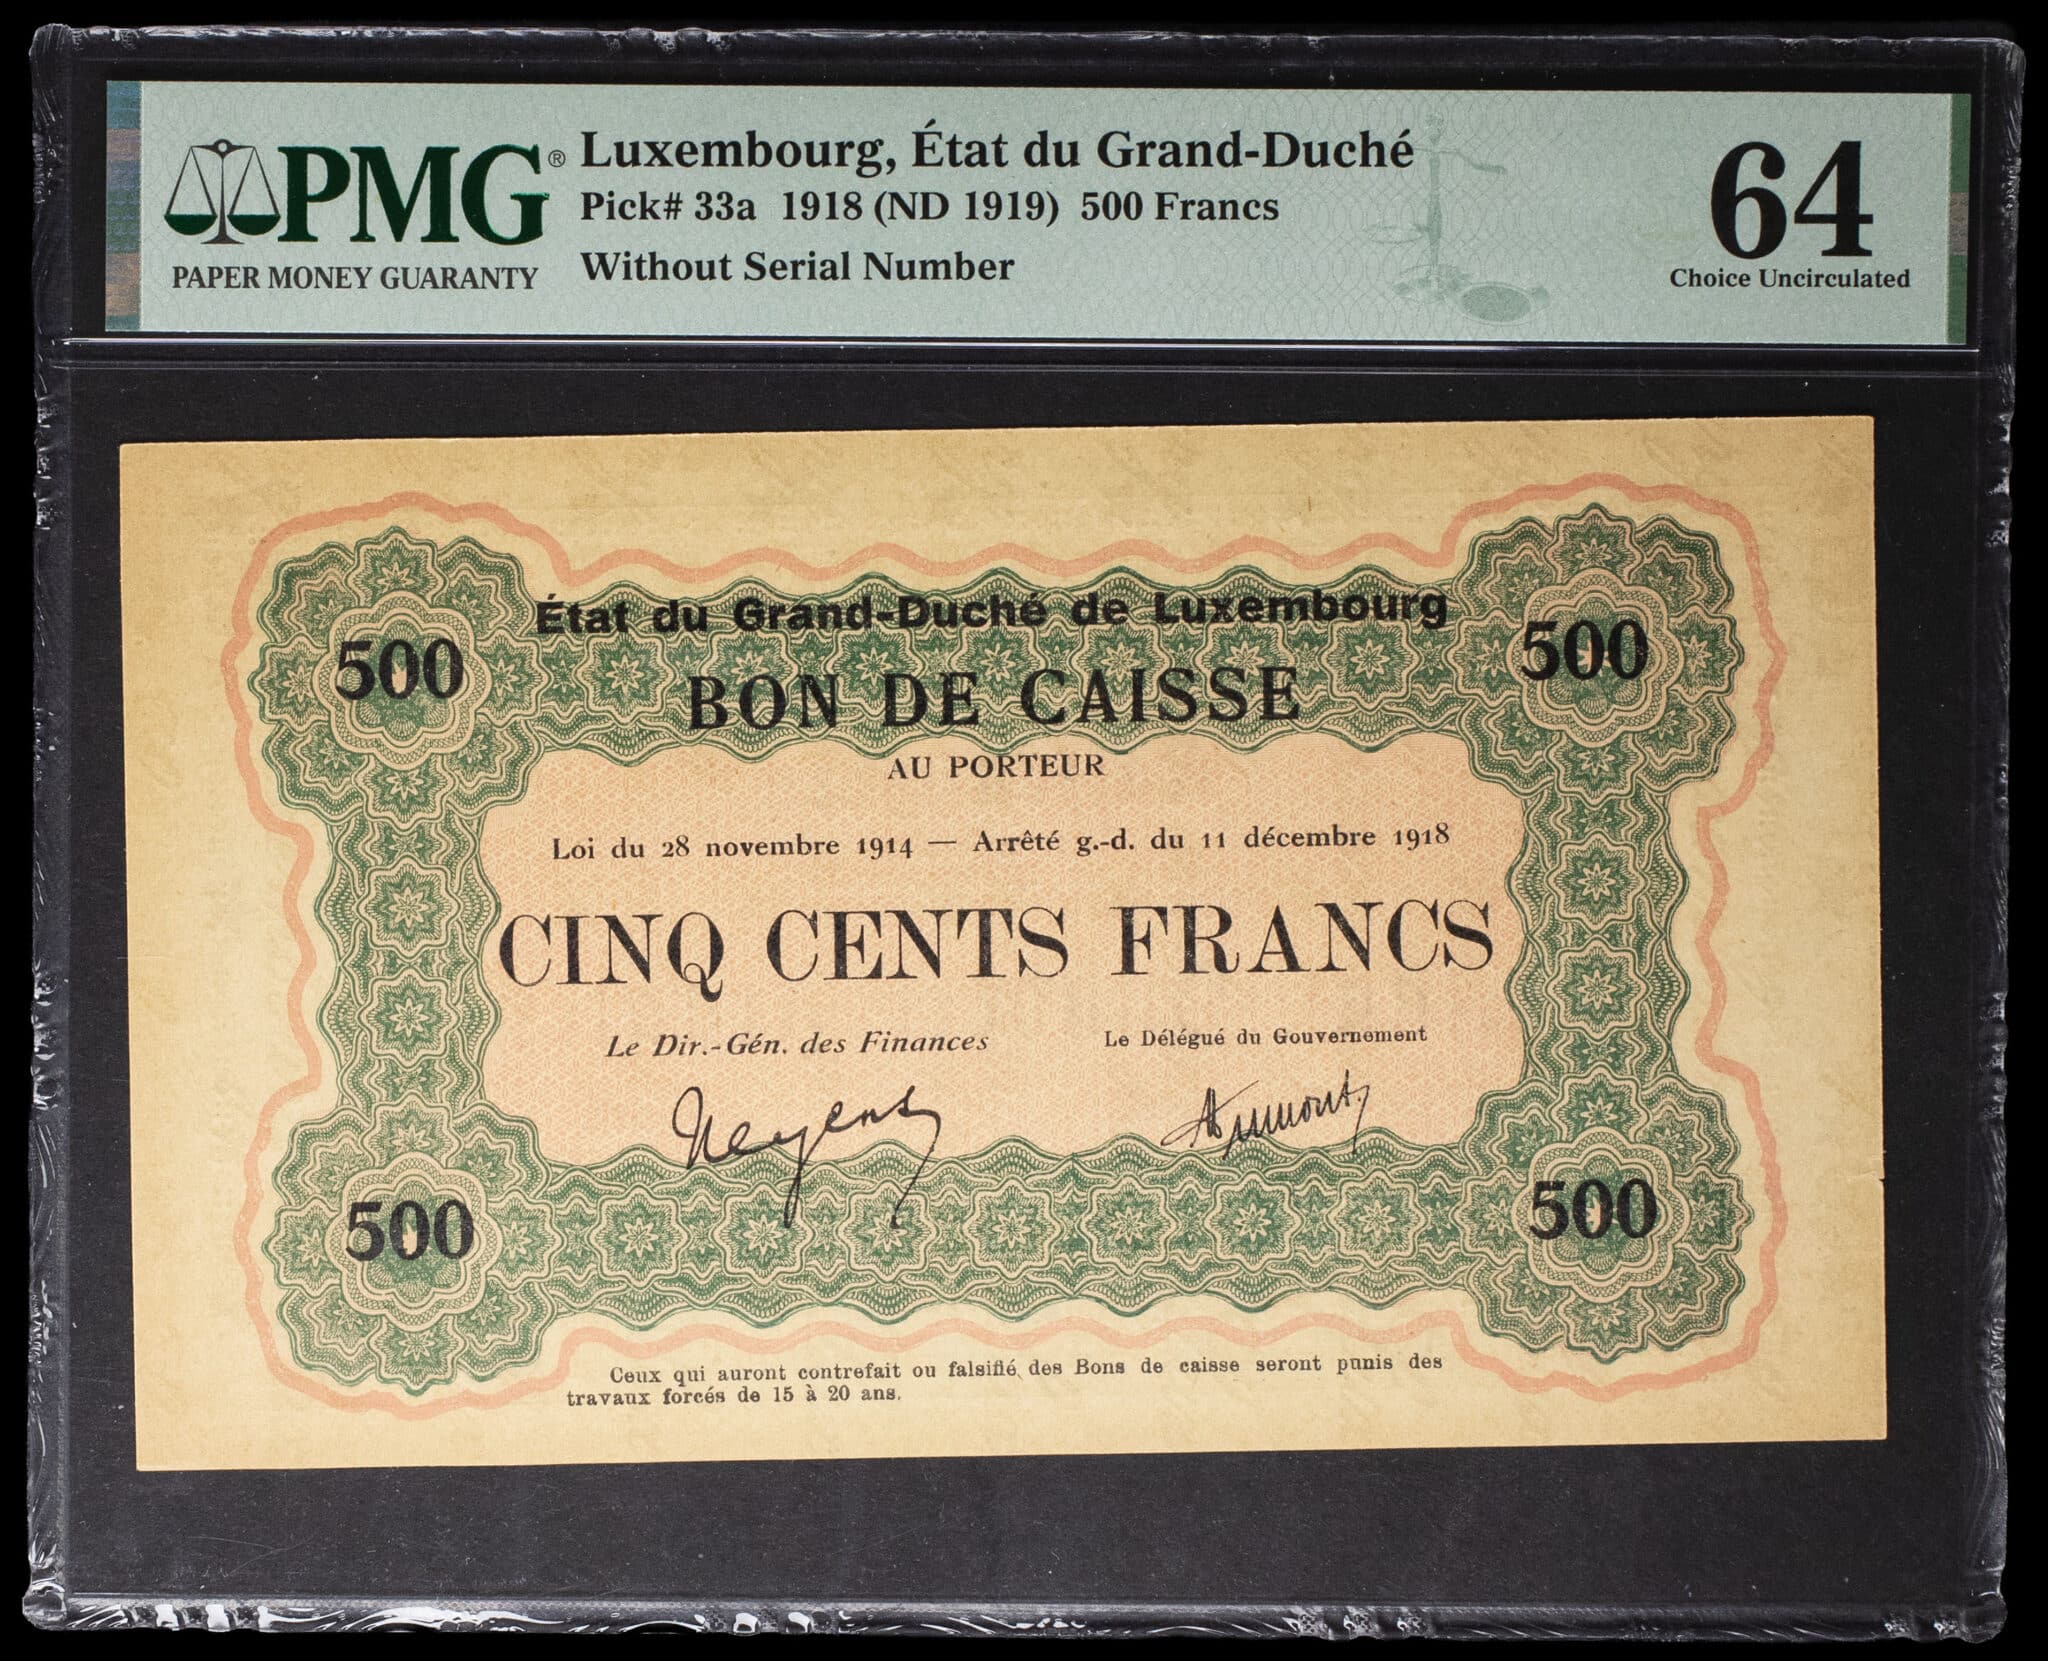 PMG®
PAPER MONEY GUARANTY
Luxembourg, État du Grand-Duché
Pick# 33a 1918 (ND 1919) 500 Francs
Without Serial Number
64
Choice Uncirculated
500
État du Grand-Duché de Luxembourg
500
BON DE CAISSE
AU PORTEUR
Loi du 28 novembre 1914 — Arrêté g.-d. du 11 décembre 1918
CINQ CENTS FRANCS
Le Dir.-Gén. des Finances
Le Délégué du Gouvernement
500
500
Ceux qui auront contrefait ou falsifié des Bons de caisse seront punis des
travaux forcés de 15 à 20 ans.